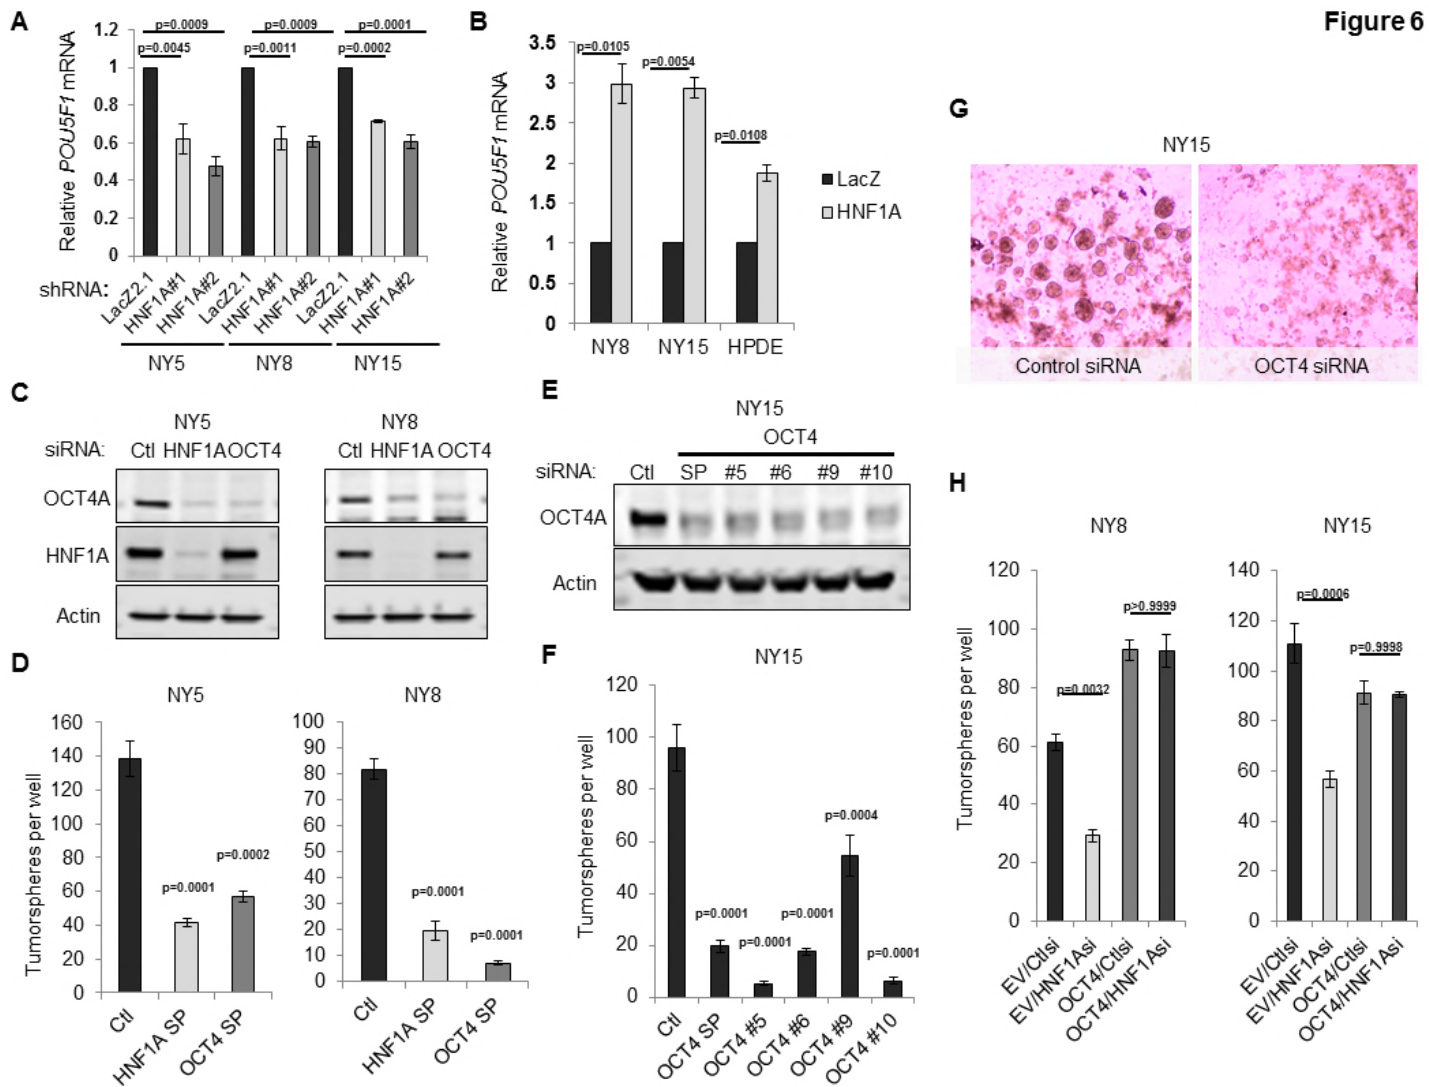 Figure 6
A
p=0.0009
p=0.0045
p=0.0009
p=0.0011
p=0.0001
p=0.0002
Relative POU5F1 mRNA
1.2
1
0.8
0.6
0.4
0.2
0
shRNA:
LacZ2.1
HNF1A#1
HNF1A#2
LacZ2.1
HNF1A#1
HNF1A#2
LacZ2.1
HNF1A#1
HNF1A#2
NY5
NY8
NY15
B
Relative POU5F1 mRNA
3.5
3
2.5
2
1.5
1
0.5
0
p=0.0105
p=0.0054
p=0.0108
NY8
NY15
HPDE
LacZ
HNF1A
C
NY5
NY8
siRNA:
Ctl HNF1A OCT4
Ctl HNF1A OCT4
OCT4A
HNF1A
Actin
D
NY5
Tumorspheres per well
160
140
120
100
80
60
40
20
0
p=0.0001
p=0.0002
Ctl
HNF1A SP
OCT4 SP
NY8
100
90
80
70
60
50
40
30
20
10
0
p=0.0001
p=0.0001
Ctl
HNF1A SP
OCT4 SP
E
NY15
OCT4
siRNA:
Ctl SP #5 #6 #9 #10
OCT4A
Actin
F
NY15
Tumorspheres per well
120
100
80
60
40
20
0
p=0.0001
p=0.0001
p=0.0001
p=0.0004
p=0.0001
Ctl
OCT4 SP
OCT4 #5
OCT4 #6
OCT4 #9
OCT4 #10
G
NY15
Control siRNA
OCT4 siRNA
H
NY8
Tumorspheres per well
120
100
80
60
40
20
0
p=0.0032
p>0.9999
EV/Ctlsi
EV/HNF1Asi
OCT4/Ctlsi
OCT4/HNF1Asi
NY15
140
120
100
80
60
40
20
0
p=0.0006
p=0.9998
EV/Ctlsi
EV/HNF1Asi
OCT4/Ctlsi
OCT4/HNF1Asi